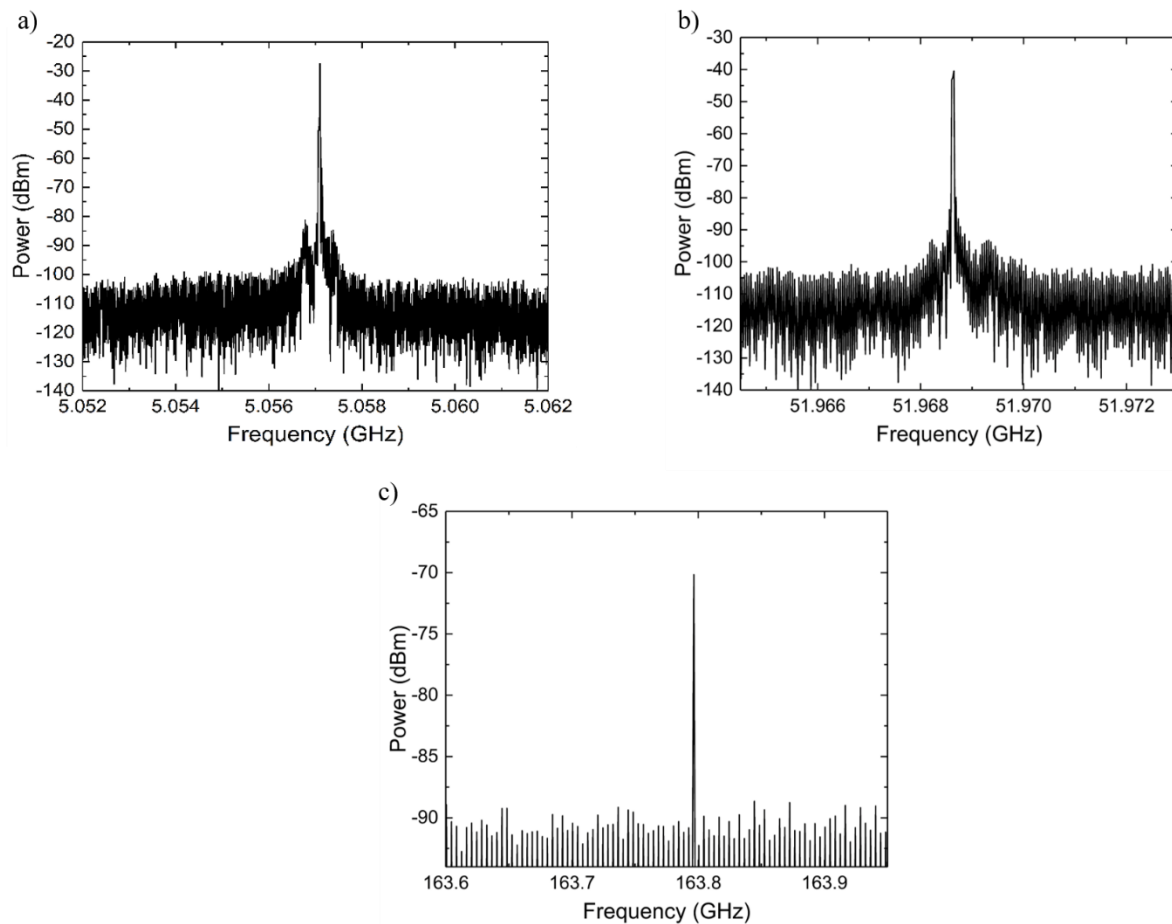 a)
-20
-30
-40
-50
-60
-70
-80
-90
-100
-110
-120
-130
-140
Power (dBm)
5.052 5.054 5.056 5.058 5.060 5.062
Frequency (GHz)
b)
-30
-40
-50
-60
-70
-80
-90
-100
-110
-120
-130
-140
Power (dBm)
51.966 51.968 51.970 51.972
Frequency (GHz)
c)
-65
-70
-75
-80
-85
-90
Power (dBm)
163.6 163.7 163.8 163.9
Frequency (GHz)